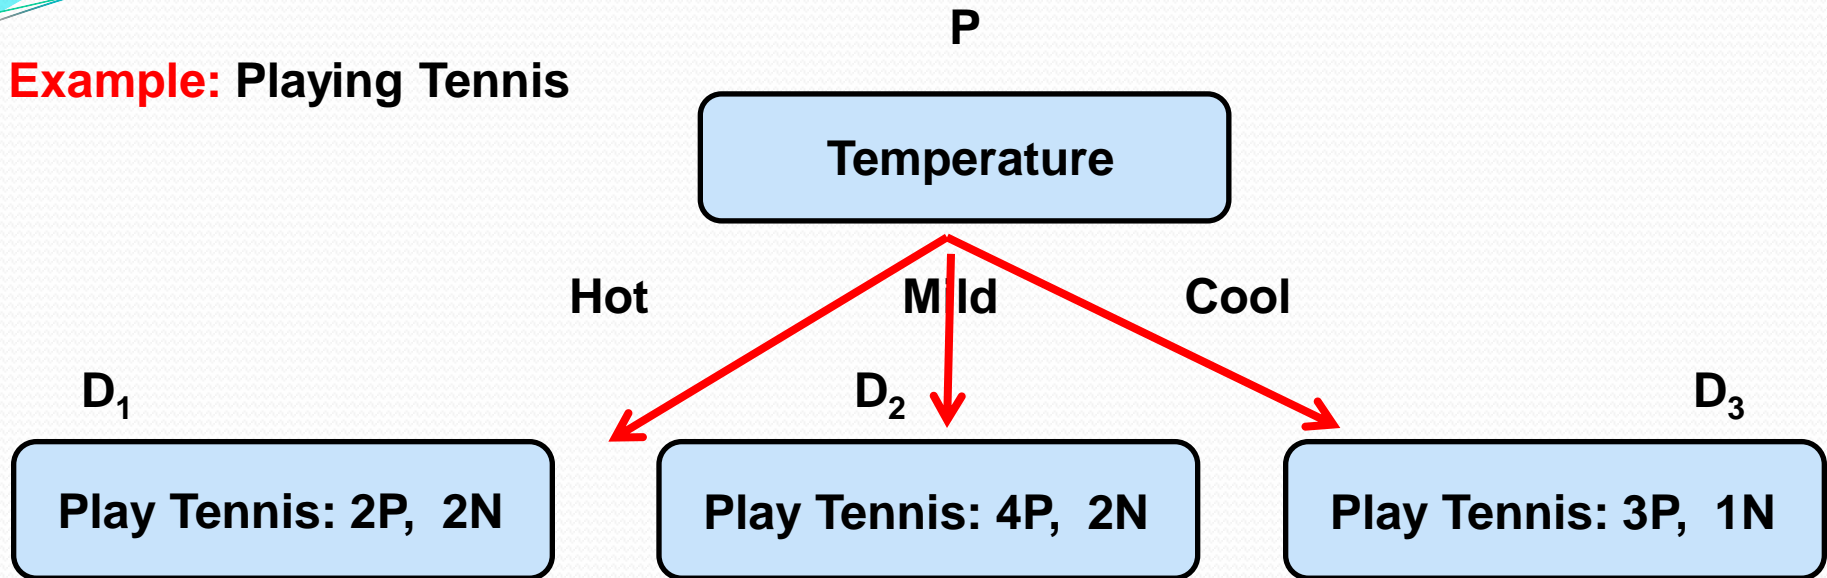 P
Example: Playing Tennis
Temperature
Hot Mild Cool
D₁ D₂ D₃
Play Tennis: 2P, 2N Play Tennis: 4P, 2N Play Tennis: 3P, 1N